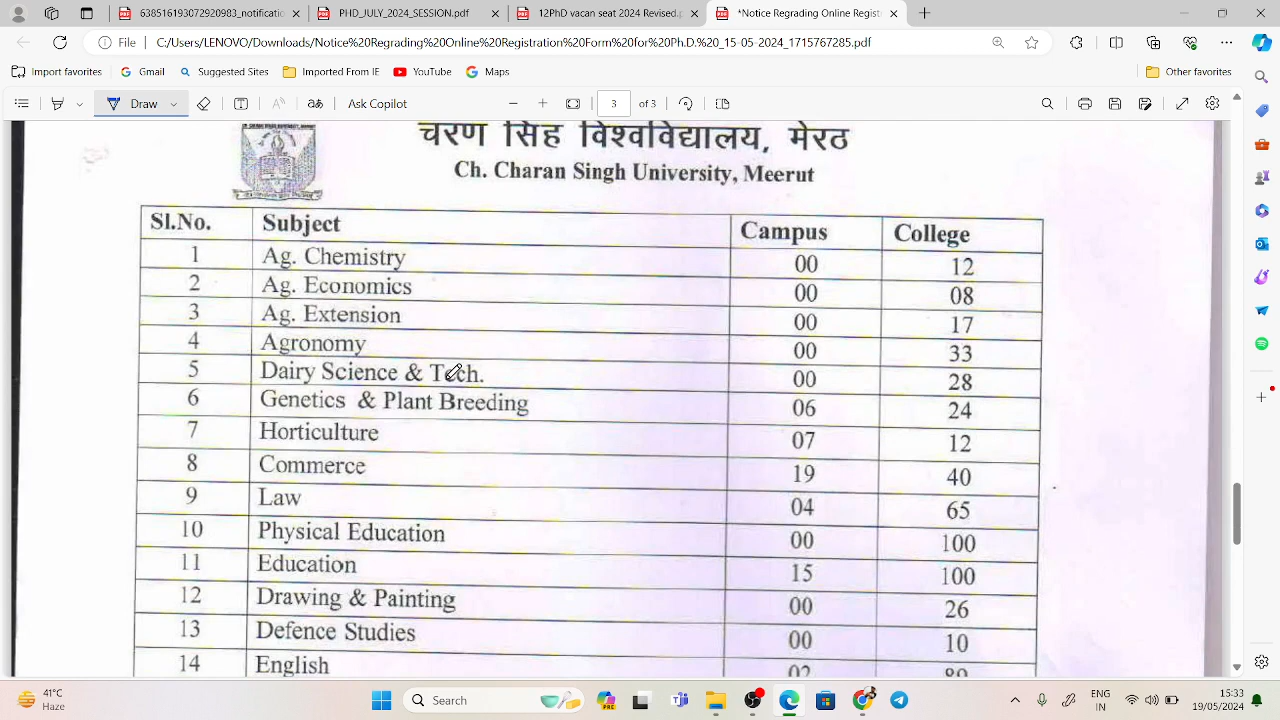 638516193072220983_notificatio
PHD_JULY_2024_SESSION.pdf
12PhD vacan seat 2024 Revised.p
*Notice Regrading Online Registr
File
C:/Users/LENOVO/Downloads/Notice%20Regrading%20Online%20Registration%20Form%20for%20Ph.D.%20_15-05-2024_1715767285.pdf
Import favorites
Gmail
Suggested Sites
Imported From IE
YouTube
Maps
Other favorites
Draw
Ask Copilot
3 of 3
चरण सिंह विश्वविद्यालय, मेरठ
Ch. Charan Singh University, Meerut
Sl.No. Subject Campus College
1 Ag. Chemistry 00 12
2 Ag. Economics 00 08
3 Ag. Extension 00 17
4 Agronomy 00 33
5 Dairy Science & Tech. 00 28
6 Genetics & Plant Breeding 06 24
7 Horticulture 07 12
8 Commerce 19 40
9 Law 04 65
10 Physical Education 00 100
11 Education 15 100
12 Drawing & Painting 00 26
13 Defence Studies 00 10
14 English 02
41°C
Haze
Search
ENG
IN
15:33
19/05/2024